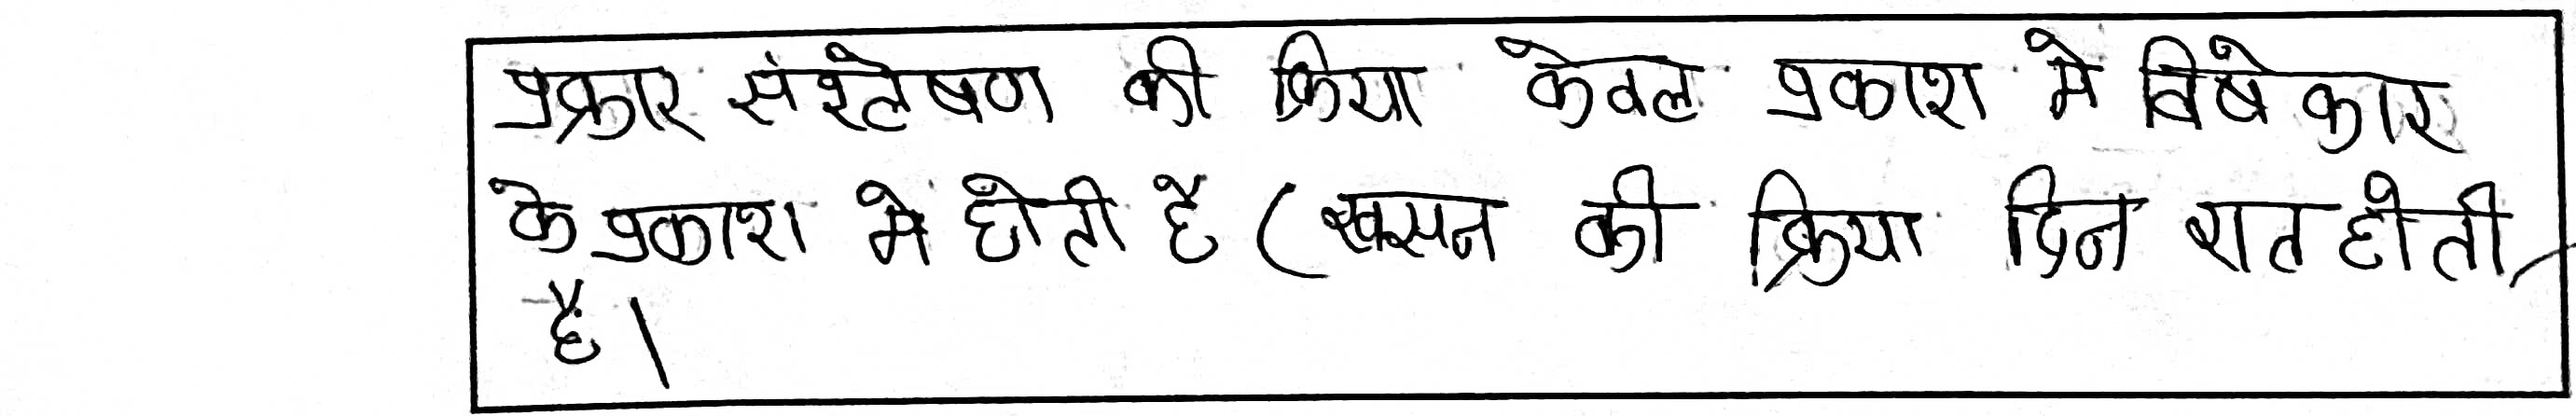 प्रकार संश्लेषण की क्रिया केवल प्रकाश मे विषे कार
के प्रकाश मे होती है (श्वसन की क्रिया दिन रात होती
है।